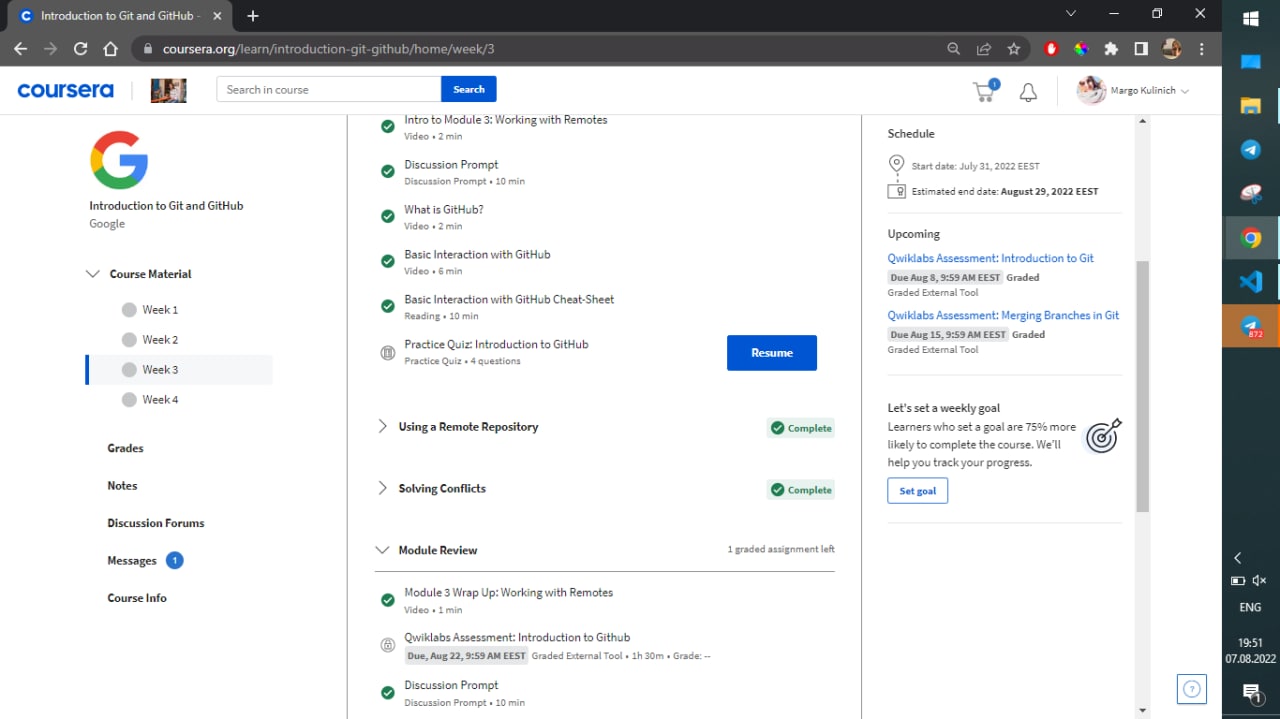 Introduction to Git and GitHub -
coursera.org/learn/introduction-git-github/home/week/3
coursera
Search in course
Search
1
Margo Kulinich
Introduction to Git and GitHub
Google
Course Material
Week 1
Week 2
Week 3
Week 4
Grades
Notes
Discussion Forums
Messages 1
Course Info
Intro to Module 3: Working with Remotes
Video • 2 min
Discussion Prompt
Discussion Prompt • 10 min
What is GitHub?
Video • 2 min
Basic Interaction with GitHub
Video • 6 min
Basic Interaction with GitHub Cheat-Sheet
Reading • 10 min
Practice Quiz: Introduction to GitHub
Practice Quiz • 4 questions
Resume
Using a Remote Repository
Complete
Solving Conflicts
Complete
Module Review
1 graded assignment left
Module 3 Wrap Up: Working with Remotes
Video • 1 min
Qwiklabs Assessment: Introduction to Github
Due, Aug 22, 9:59 AM EEST Graded External Tool • 1h 30m • Grade: --
Discussion Prompt
Discussion Prompt • 10 min
Schedule
Start date: July 31, 2022 EEST
Estimated end date: August 29, 2022 EEST
Upcoming
Qwiklabs Assessment: Introduction to Git
Due Aug 8, 9:59 AM EEST Graded
Graded External Tool
Qwiklabs Assessment: Merging Branches in Git
Due Aug 15, 9:59 AM EEST Graded
Graded External Tool
Let's set a weekly goal
Learners who set a goal are 75% more
likely to complete the course. We'll
help you track your progress.
Set goal
?
872
ENG
19:51
07.08.2022
1